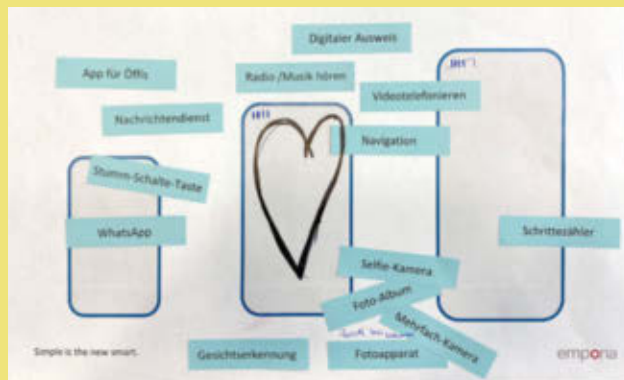 Digitaler Ausweis
App für Öffis
Radio /Musik hören
Videotelefonieren
Nachrichtendienst
Navigation
Stumm-Schalte-Taste
WhatsApp
Schrittezähler
Selfie-Kamera
Foto-Album
Mehrfach-Kamera
Gesichtserkennung
Fotoapparat
Simple is the new smart.
emporia